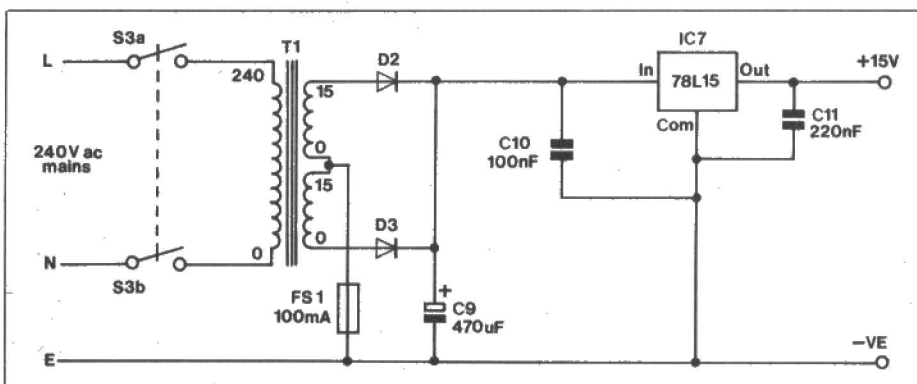 S3a
T1
D2
IC7
L
240
15
In
78L15
Out
+15V
Com
C11
220nF
C10
100nF
0
240V ac
mains
15
D3
0
0
N
S3b
FS1
100mA
+
C9
470uF
E
−VE